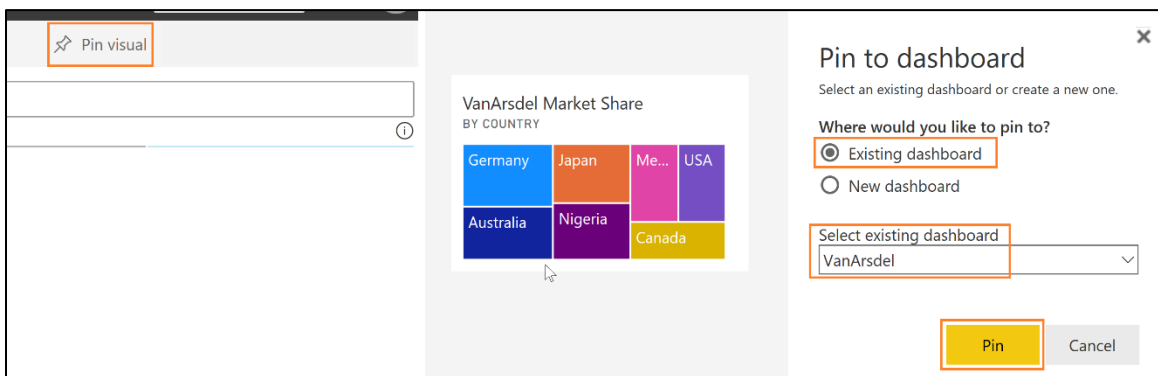 Pin visual
VanArsdel Market Share
BY COUNTRY
Germany
Japan
Me...
USA
Australia
Nigeria
Canada
Pin to dashboard
Select an existing dashboard or create a new one.
Where would you like to pin to?
Existing dashboard
New dashboard
Select existing dashboard
VanArsdel
Pin
Cancel